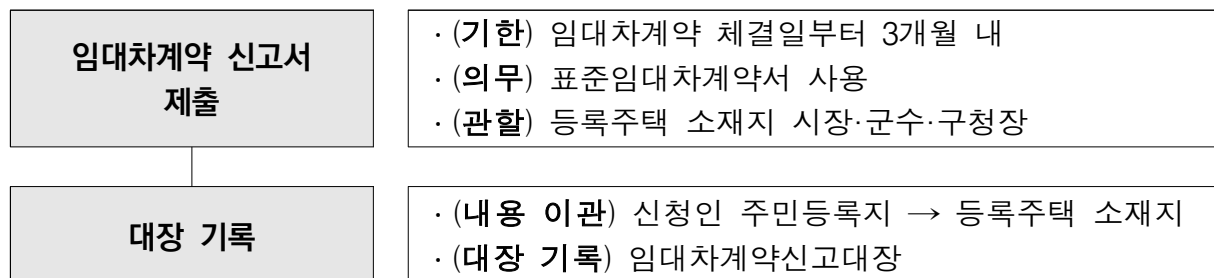 임대차계약 신고서
제출
· (기한) 임대차계약 체결일부터 3개월 내
· (의무) 표준임대차계약서 사용
· (관할) 등록주택 소재지 시장·군수·구청장
대장 기록
· (내용 이관) 신청인 주민등록지 → 등록주택 소재지
· (대장 기록) 임대차계약신고대장